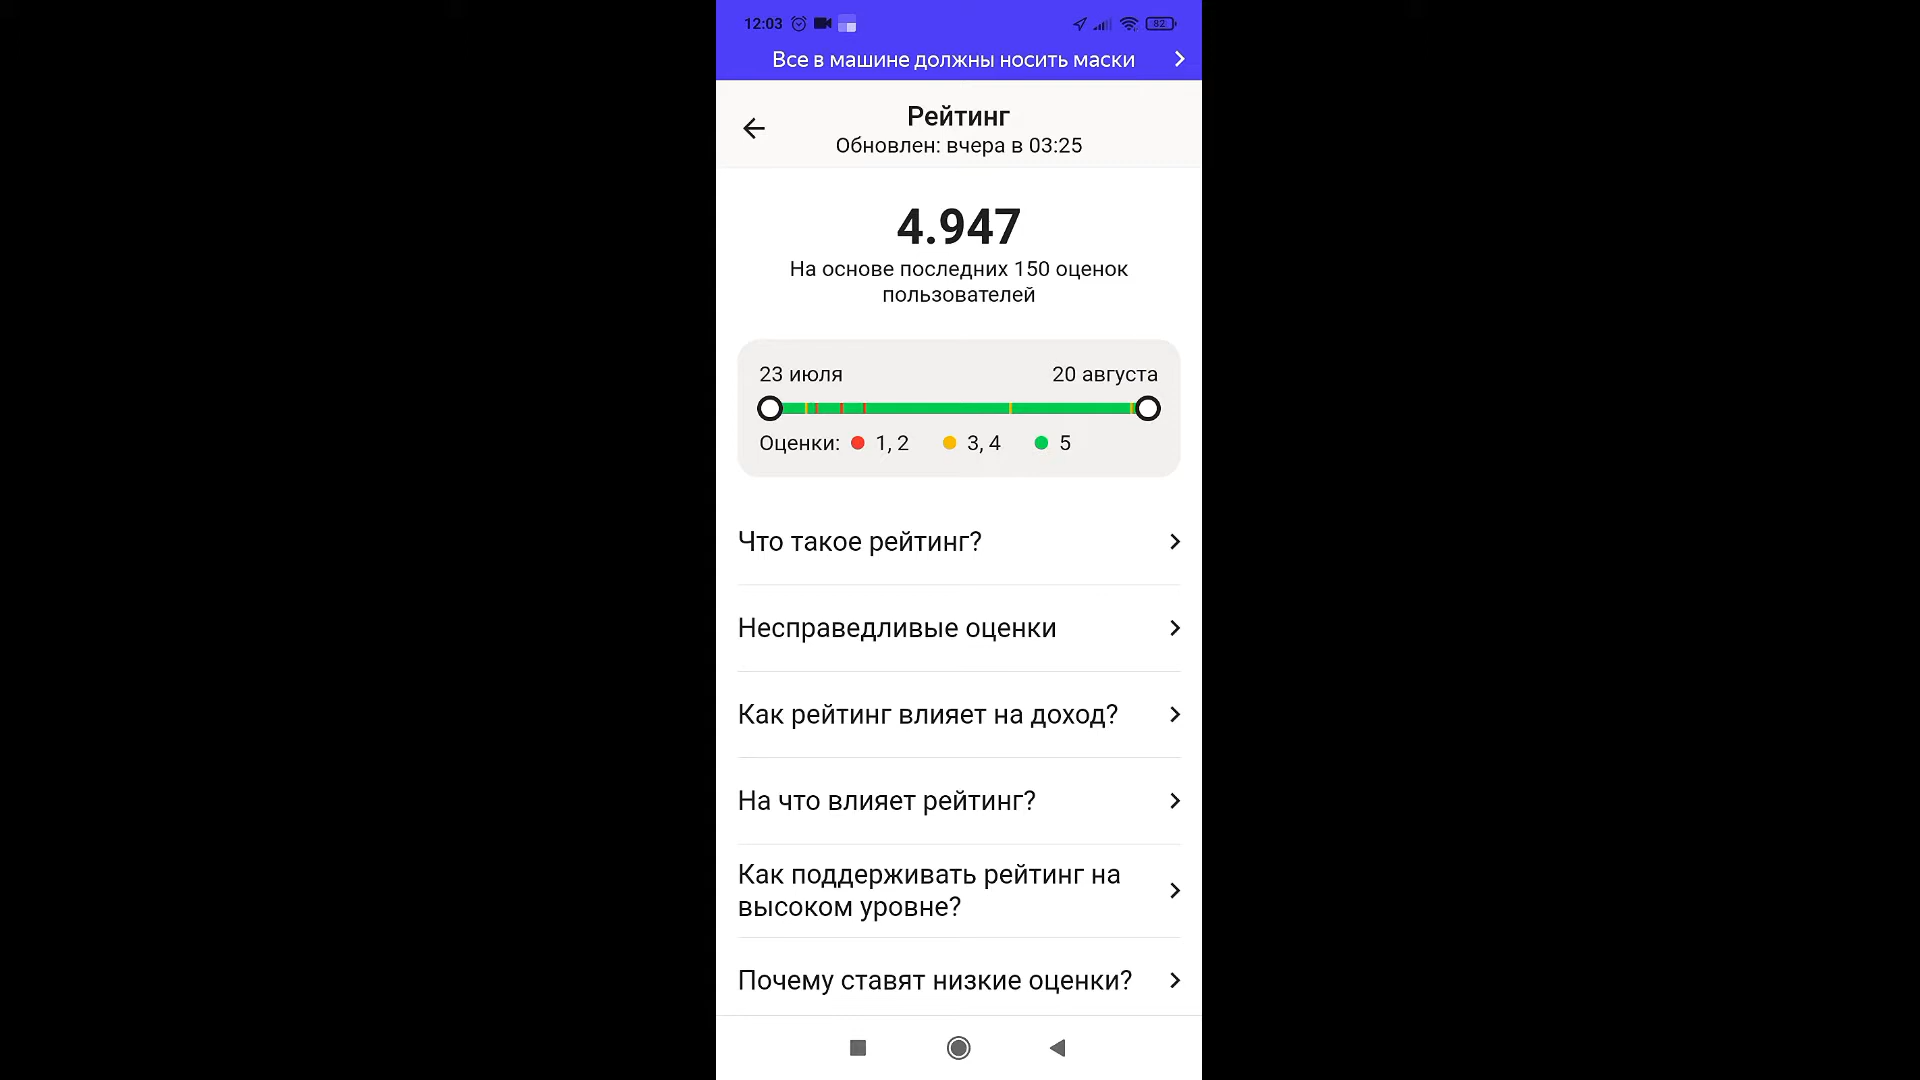 12:03
82
Все в машине должны носить маски
Рейтинг
Обновлен: вчера в 03:25
4.947
На основе последних 150 оценок
пользователей
23 июля 20 августа
Оценки: 1, 2 3, 4 5
Что такое рейтинг?
Несправедливые оценки
Как рейтинг влияет на доход?
На что влияет рейтинг?
Как поддерживать рейтинг на
высоком уровне?
Почему ставят низкие оценки?